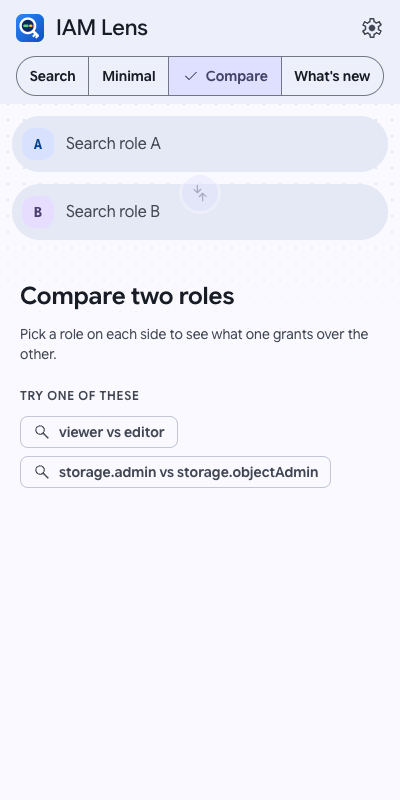 IAM Lens
Search
Minimal
Compare
What's new
A
Search role A
B
Search role B
Compare two roles
Pick a role on each side to see what one grants over the
other.
TRY ONE OF THESE
viewer vs editor
storage.admin vs storage.objectAdmin